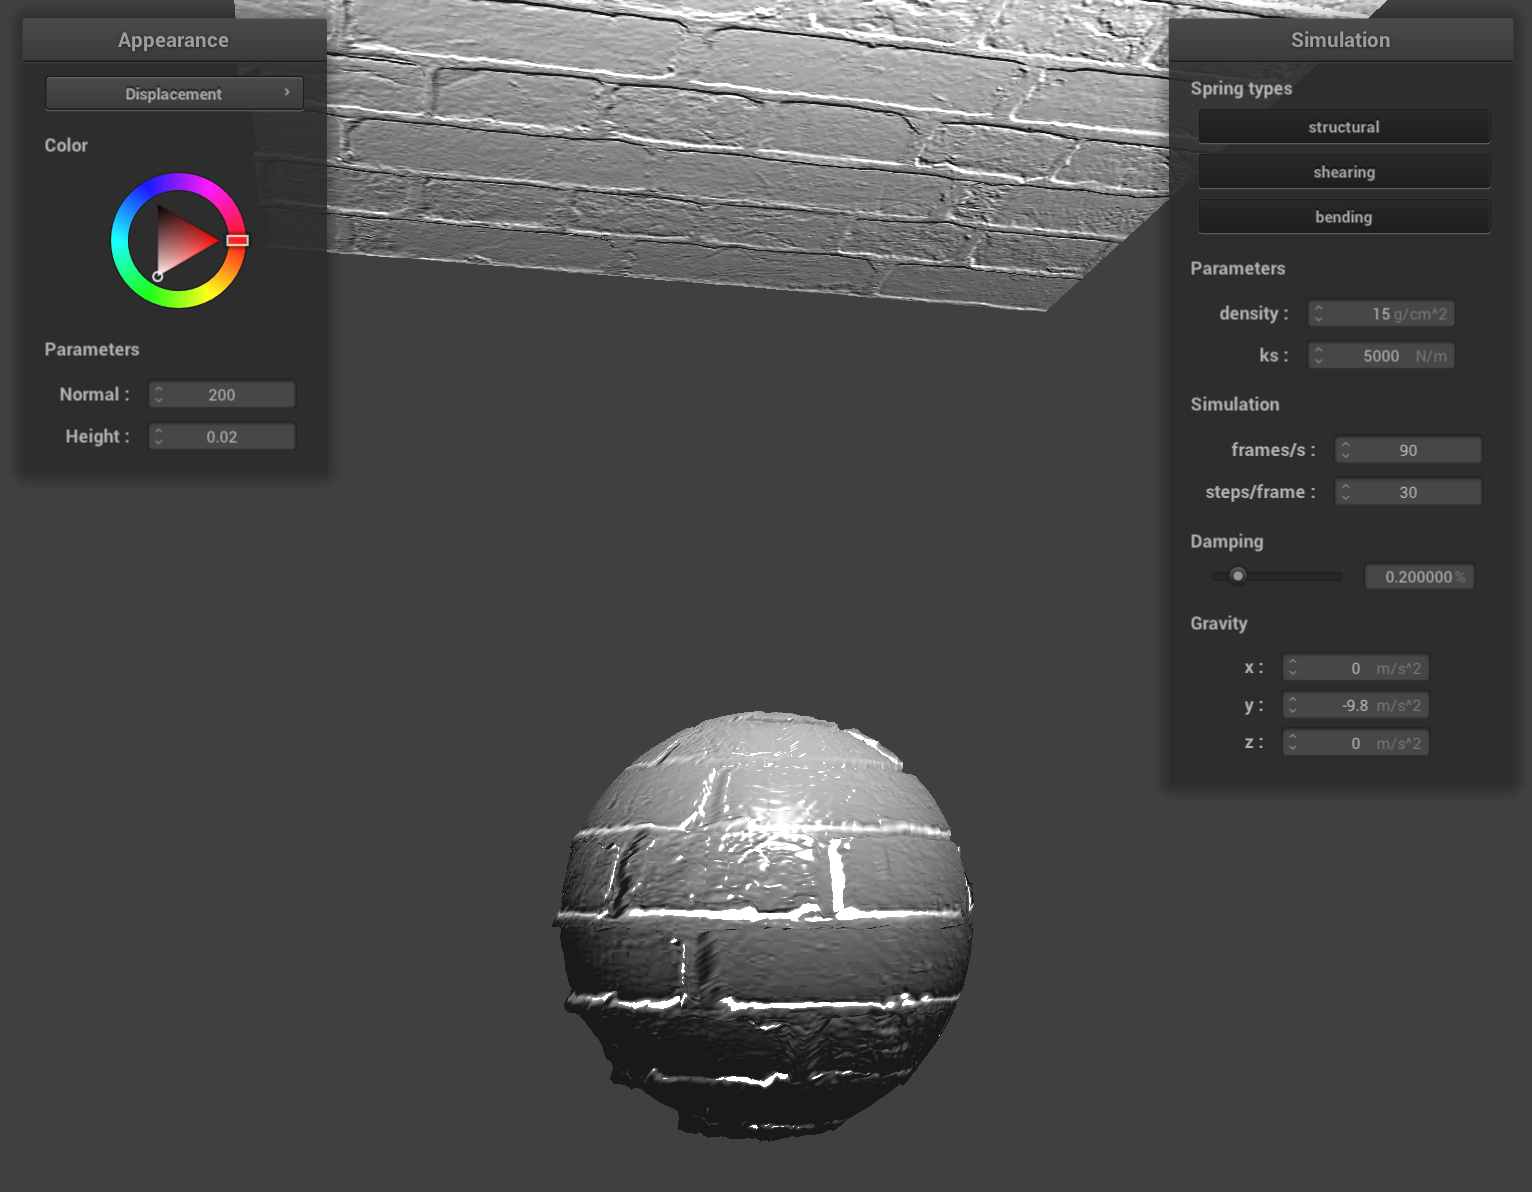 Appearance
Displacement
Color
Parameters
Normal : 200
Height : 0.02
Simulation
Spring types
structural
shearing
bending
Parameters
density : 15 g/cm^2
ks : 5000 N/m
Simulation
frames/s : 90
steps/frame : 30
Damping
0.200000 %
Gravity
x : 0 m/s^2
y : -9.8 m/s^2
z : 0 m/s^2